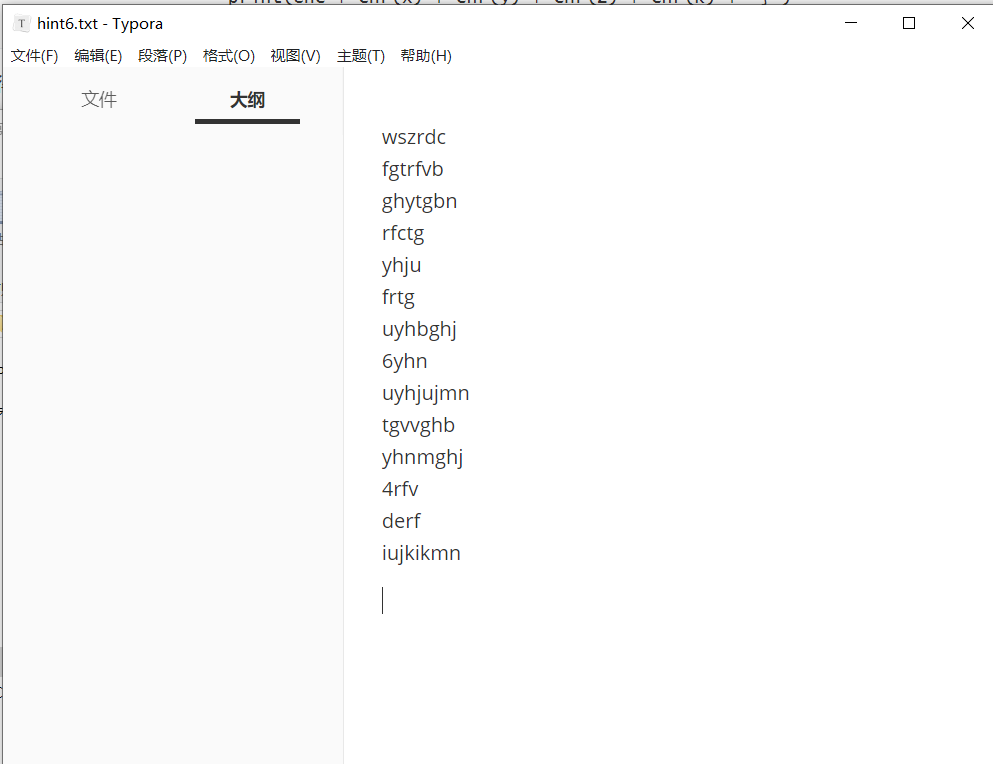 hint6.txt - Typora
文件(F) 编辑(E) 段落(P) 格式(O) 视图(V) 主题(T) 帮助(H)
文件 大纲
wszrdc
fgtrfvb
ghytgbn
rfctg
yhju
frtg
uyhbghj
6yhn
uyhjujmn
tgvvghb
yhnmghj
4rfv
derf
iujkikmn